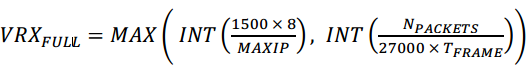 VRX_FULL = MAX ( INT ( 1500 × 8 / MAXIP ) , INT ( N_PACKETS / 27000 × T_FRAME ) )